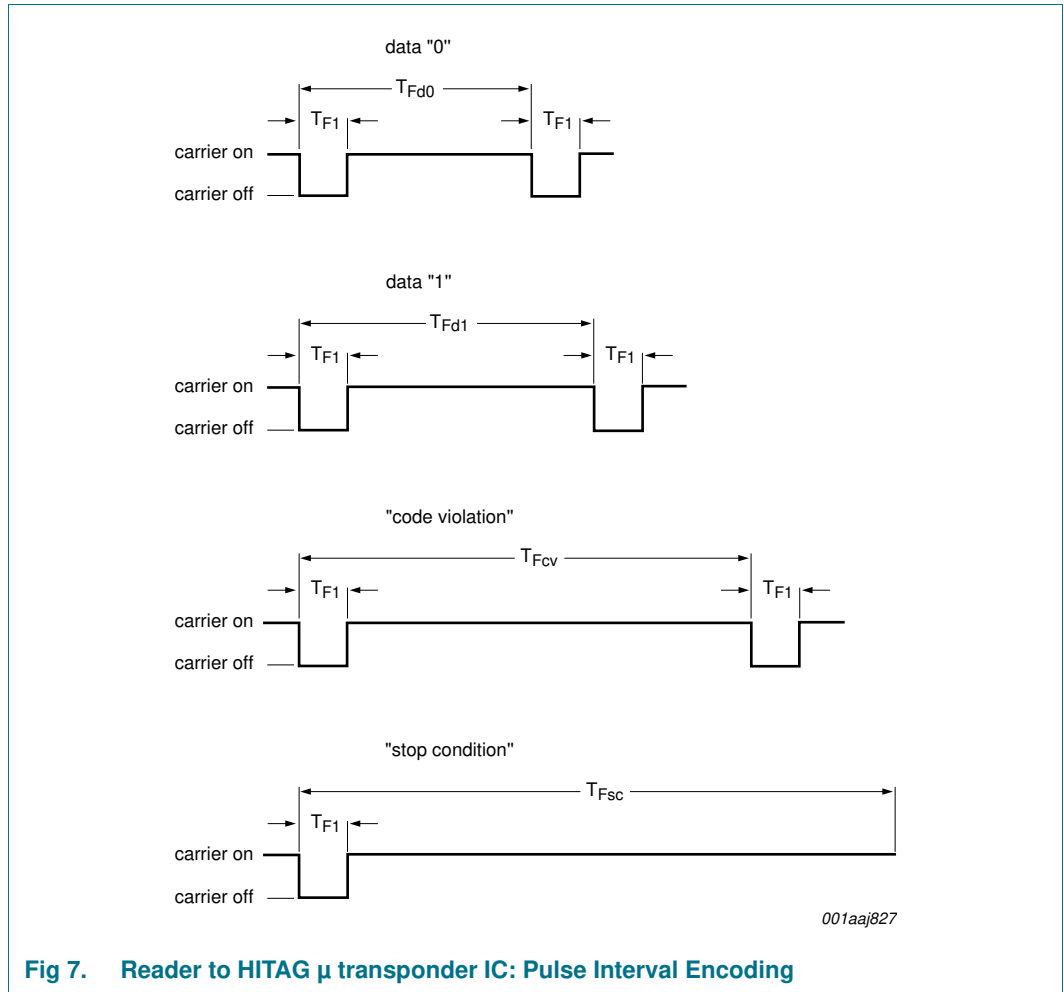 data "0"
TFd0
TF1 TF1
carrier on
carrier off
data "1"
TFd1
TF1 TF1
carrier on
carrier off
"code violation"
TFcv
TF1 TF1
carrier on
carrier off
"stop condition"
TFsc
TF1
carrier on
carrier off
001aaj827
Fig 7. Reader to HITAG µ transponder IC: Pulse Interval Encoding